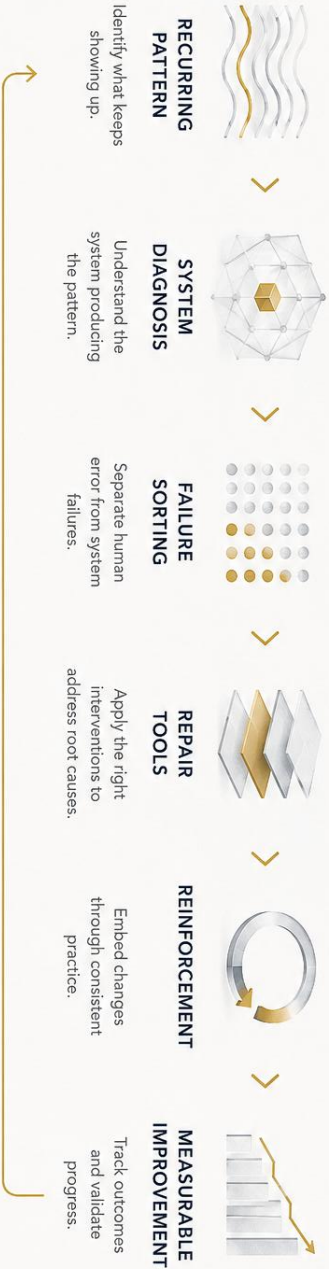 RECURRING
PATTERN
Identify what keeps
showing up.
SYSTEM
DIAGNOSIS
Understand the
system producing
the pattern.
FAILURE
SORTING
Separate human
error from system
failures.
REPAIR
TOOLS
Apply the right
interventions to
address root causes.
REINFORCEMENT
Embed changes
through consistent
practice.
MEASURABLE
IMPROVEMENT
Track outcomes
and validate
progress.